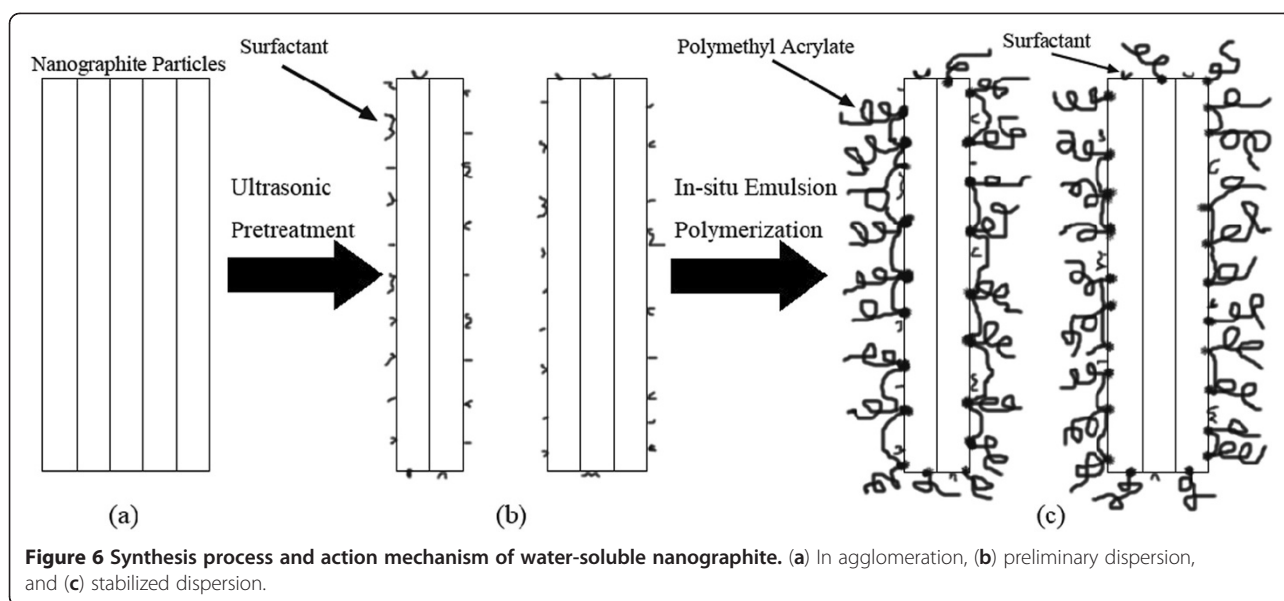 Nanographite Particles
Surfactant
Ultrasonic
Pretreatment
Polymethyl Acrylate
In-situ Emulsion
Polymerization
Surfactant
(a)
(b)
(c)
Figure 6 Synthesis process and action mechanism of water-soluble nanographite. (a) In agglomeration, (b) preliminary dispersion,
and (c) stabilized dispersion.